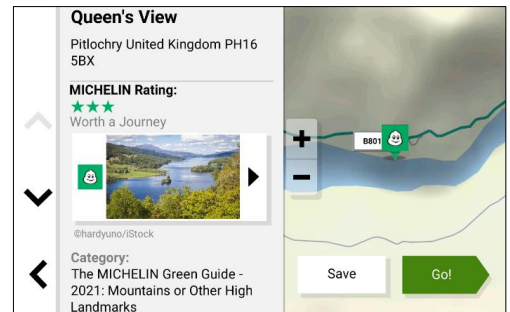 Queen's View
Pitlochry United Kingdom PH16
5BX
MICHELIN Rating:
Worth a Journey
©hardyuno/iStock
Category:
The MICHELIN Green Guide -
2021: Mountains or Other High
Landmarks
B801
Save
Go!